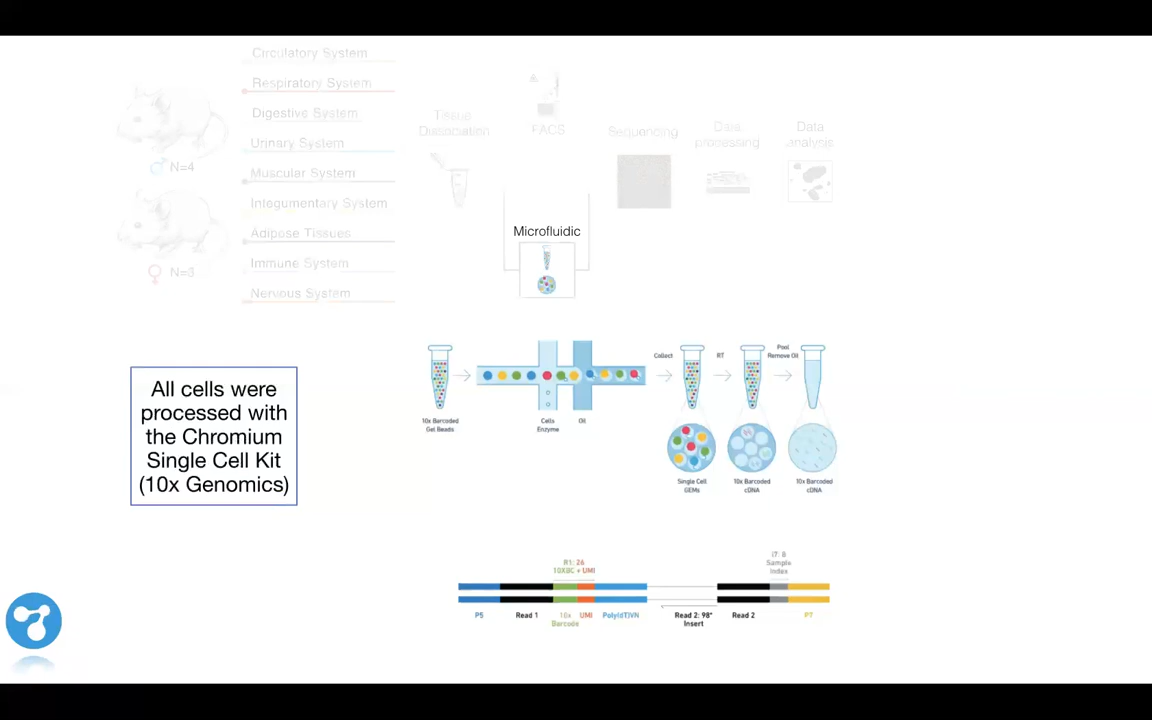 Circulatory System
Respiratory System
Digestive System
Urinary System
Muscular System
Integumentary System
Adipose Tissues
Immune System
Nervous System
N=4
N=3
Tissue
Dissociation
FACS
Sequencing
Data
processing
Data
analysis
Microfluidic
All cells were
processed with
the Chromium
Single Cell Kit
(10x Genomics)
10x Barcoded
Gel Beads
Cells
Enzyme
Oil
Collect
RT
Pool
Remove Oil
Single Cell
GEMs
10x Barcoded
cDNA
10x Barcoded
cDNA
R1: 26
10XBC + UMI
i7: 8
Sample
Index
P5
Read 1
10x
Barcode
UMI
Poly(dT)VN
Read 2: 98*
Insert
Read 2
P7